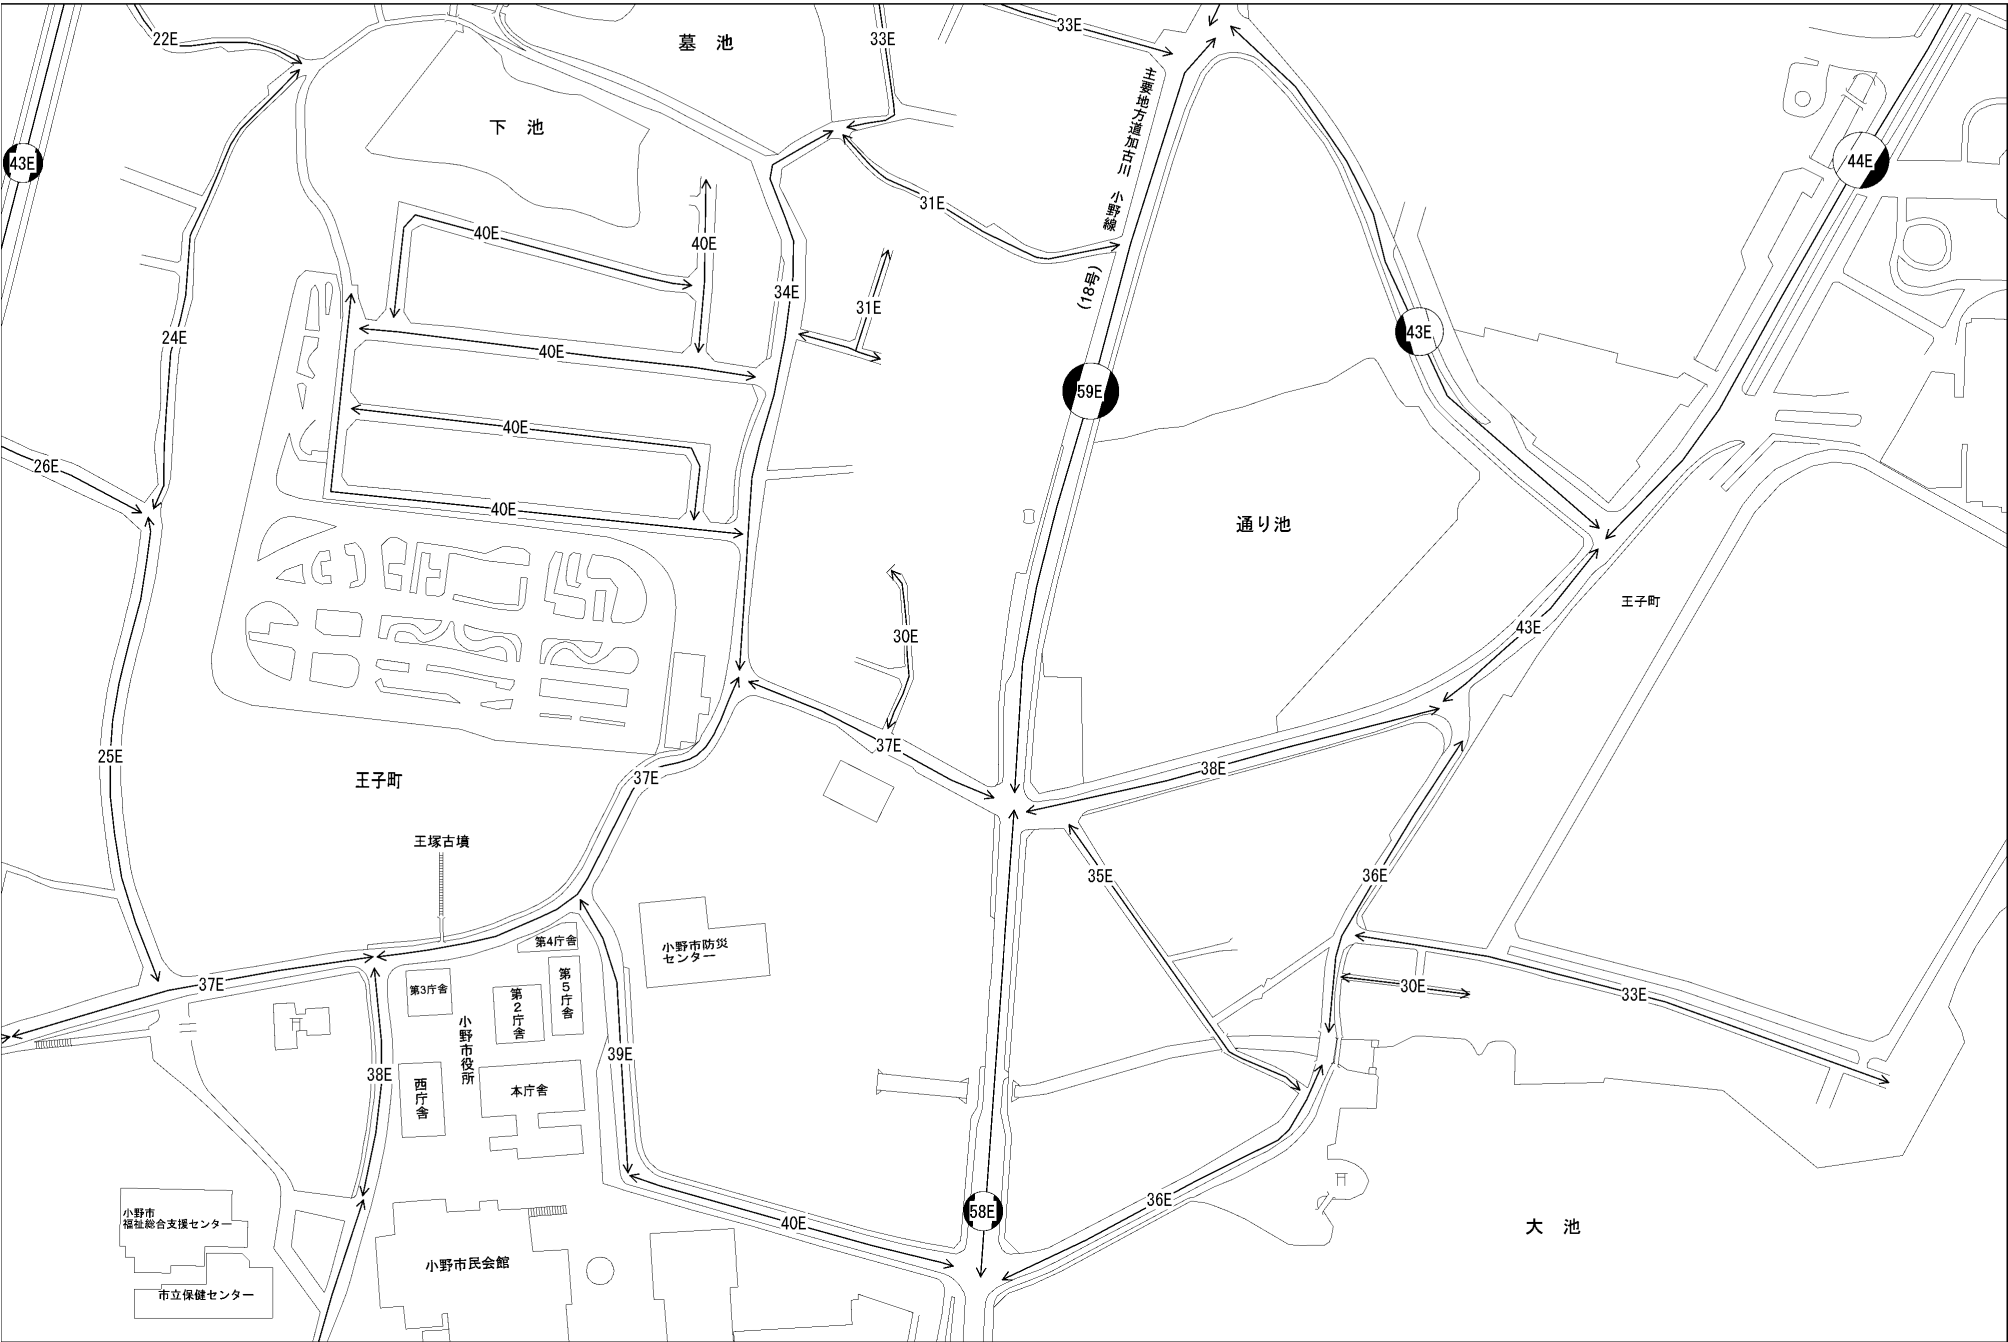 22E
墓 池
33E
33E
主要地方道加古川 小野線
下 池
43E
44E
31E
40E
40E
(18号)
34E
31E
43E
24E
40E
59E
40E
26E
40E
通り池
王子町
30E
43E
37E
25E
王子町
37E
38E
王塚古墳
35E
36E
第4庁舎
小野市防災
センター
37E
第3庁舎
第2庁舎
第5庁舎
30E
33E
小野市役所
39E
38E
西庁舎
本庁舎
36E
58E
40E
小野市
福祉総合支援センター
大 池
小野市民会館
市立保健センター